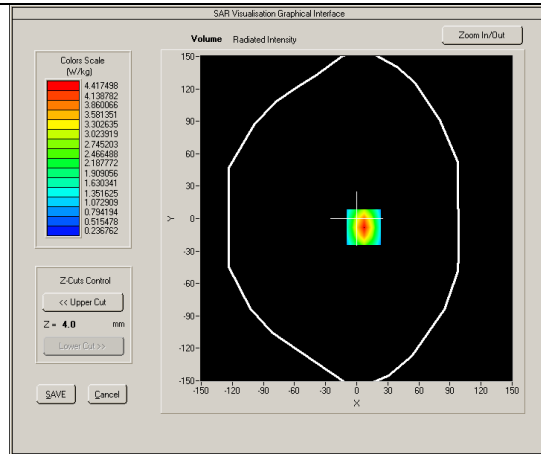 SAR Visualisation Graphical Interface
Volume Radiated Intensity
Zoom In/Out
Colors Scale
(W/kg)
4.417498
4.138782
3.860066
3.581351
3.302635
3.023919
2.745203
2.466488
2.187772
1.909056
1.630341
1.351625
1.072909
0.794194
0.515478
0.236762
Z-Cuts Control
<< Upper Cut
Z = 4.0 mm
Lower Cut >>
SAVE Cancel
150-
120-
90-
60-
30-
0-
-30-
-60-
-90-
-120-
-150-
Y
-150 -120 -90 -60 -30 0 30 60 90 120 150
X